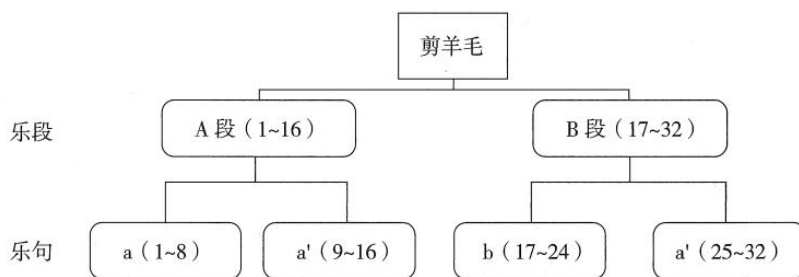 剪羊毛
乐段
A 段（1~16）
B 段（17~32）
乐句
a（1~8）
a'（9~16）
b（17~24）
a'（25~32）